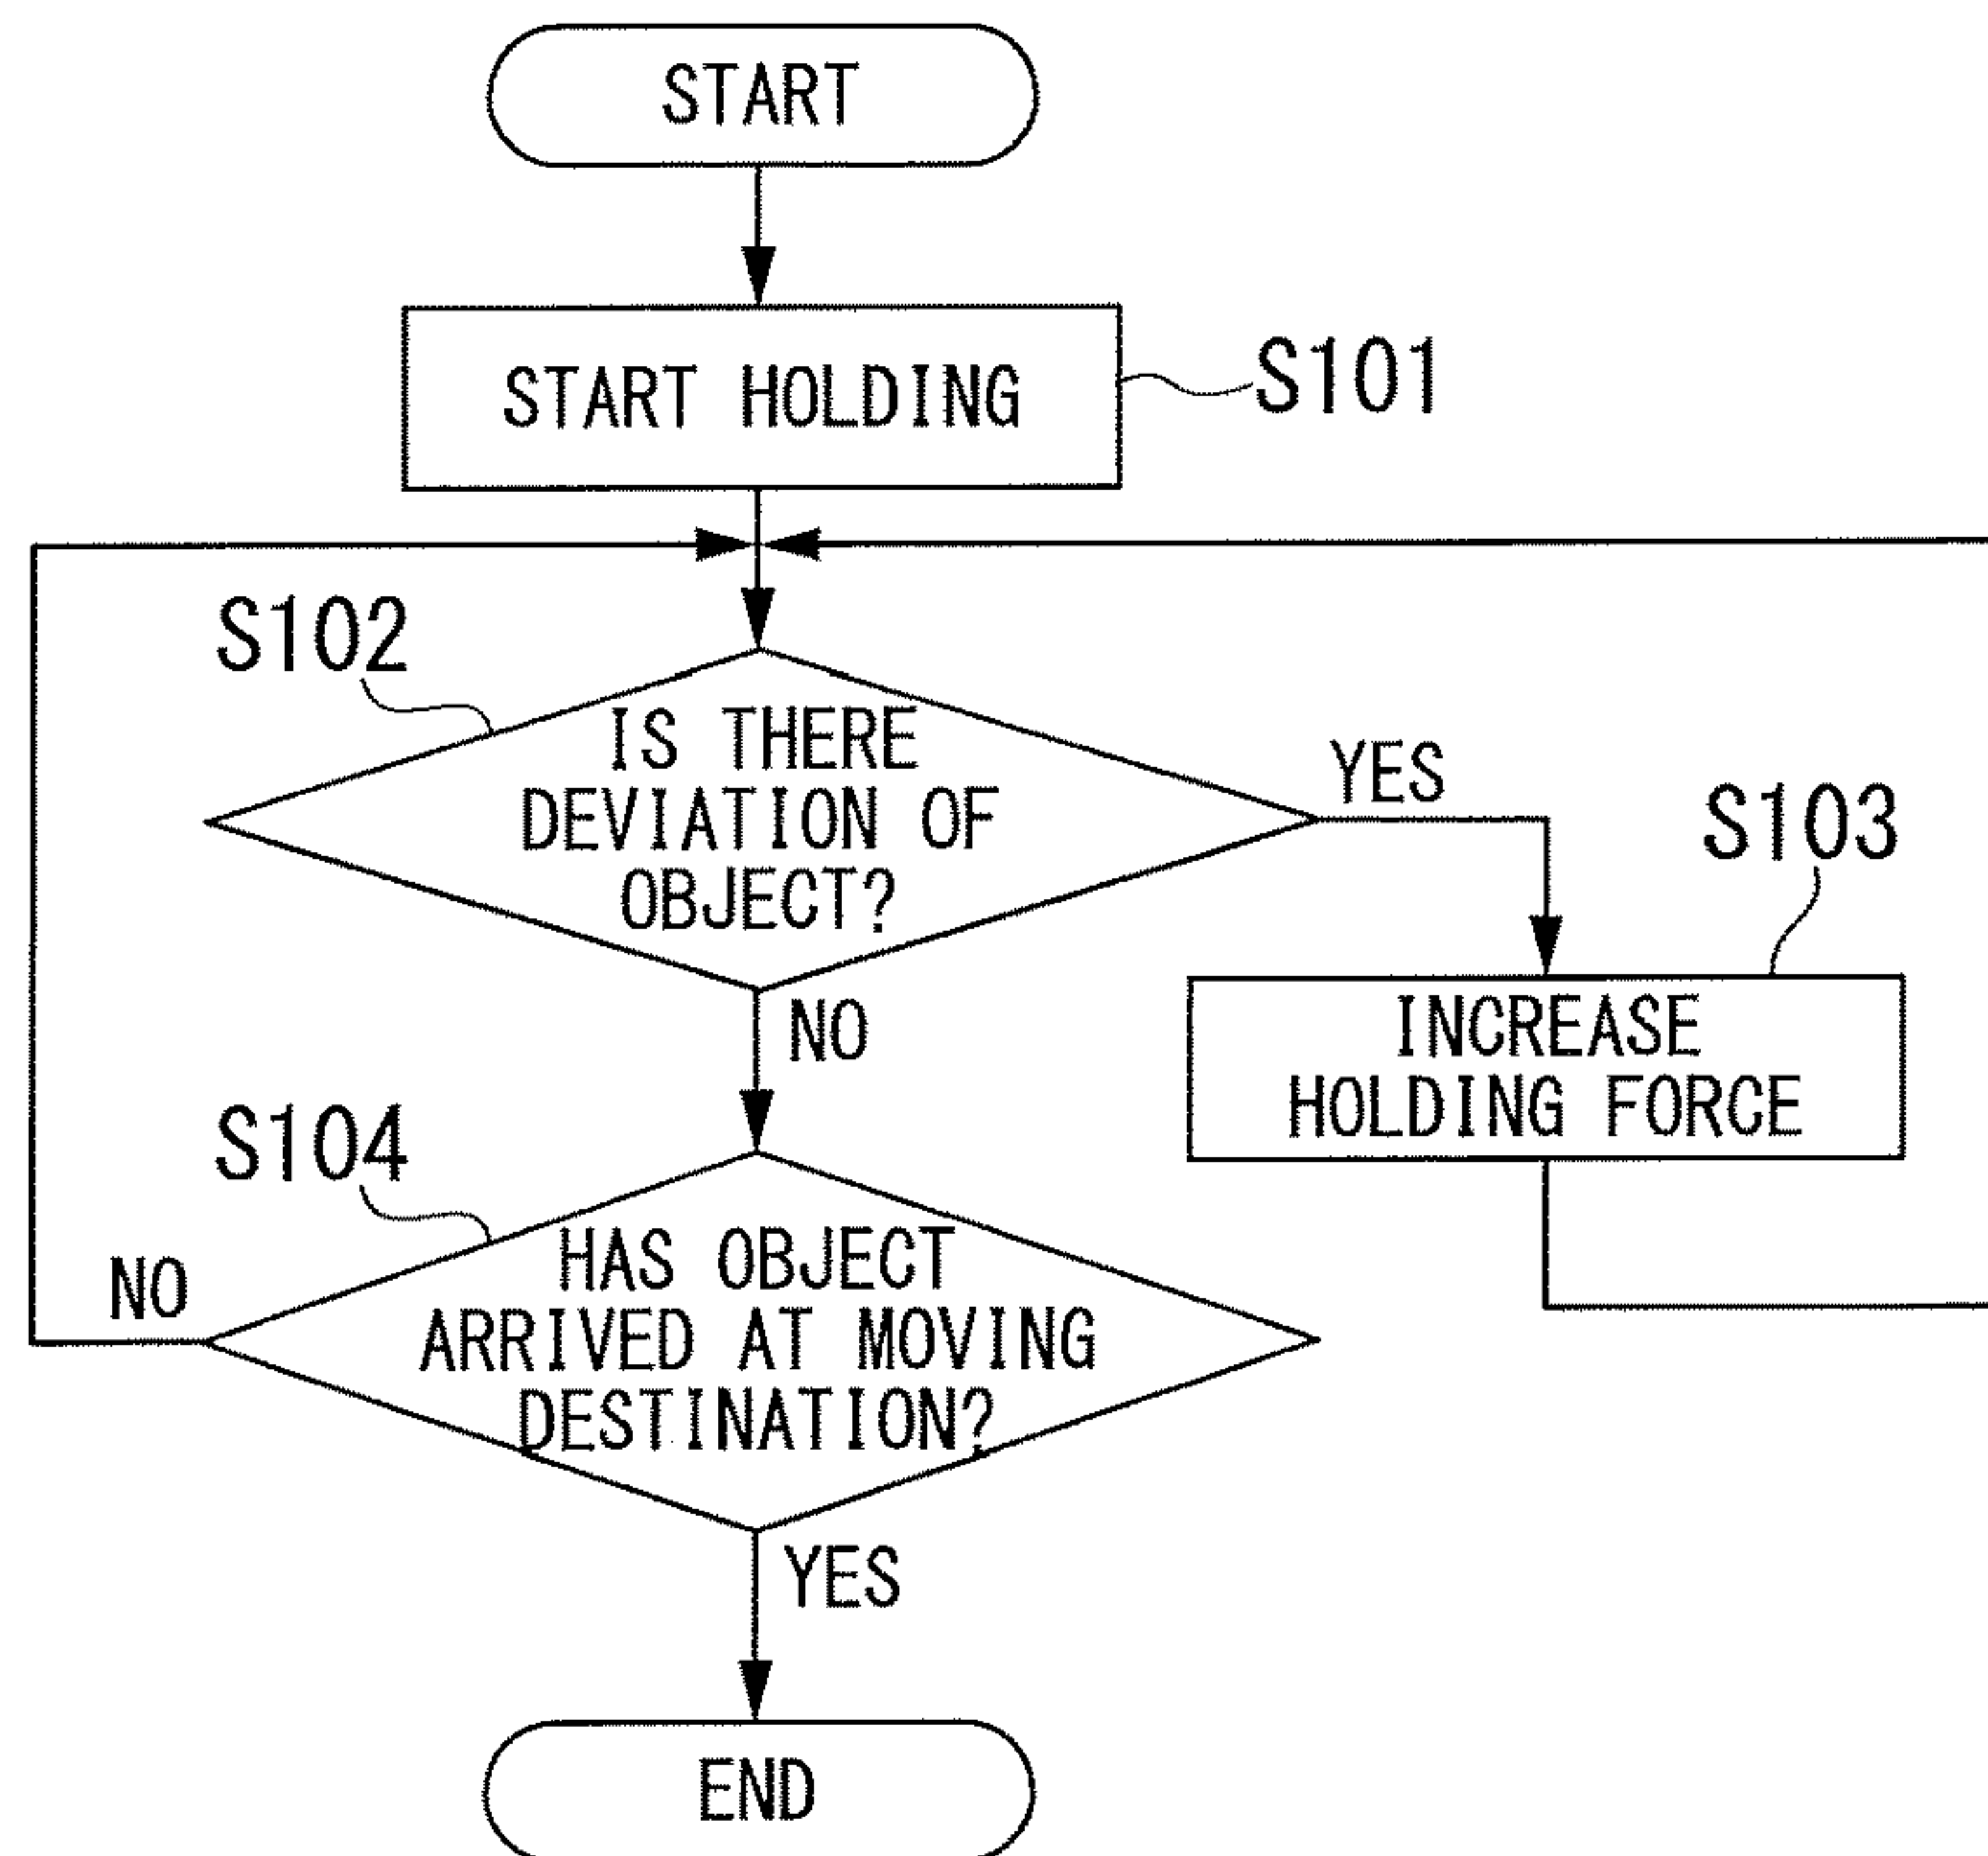 START
START HOLDING
S101
S102
IS THERE
DEVIATION OF
OBJECT?
YES
S103
NO
INCREASE
HOLDING FORCE
S104
HAS OBJECT
ARRIVED AT MOVING
DESTINATION?
NO
YES
END